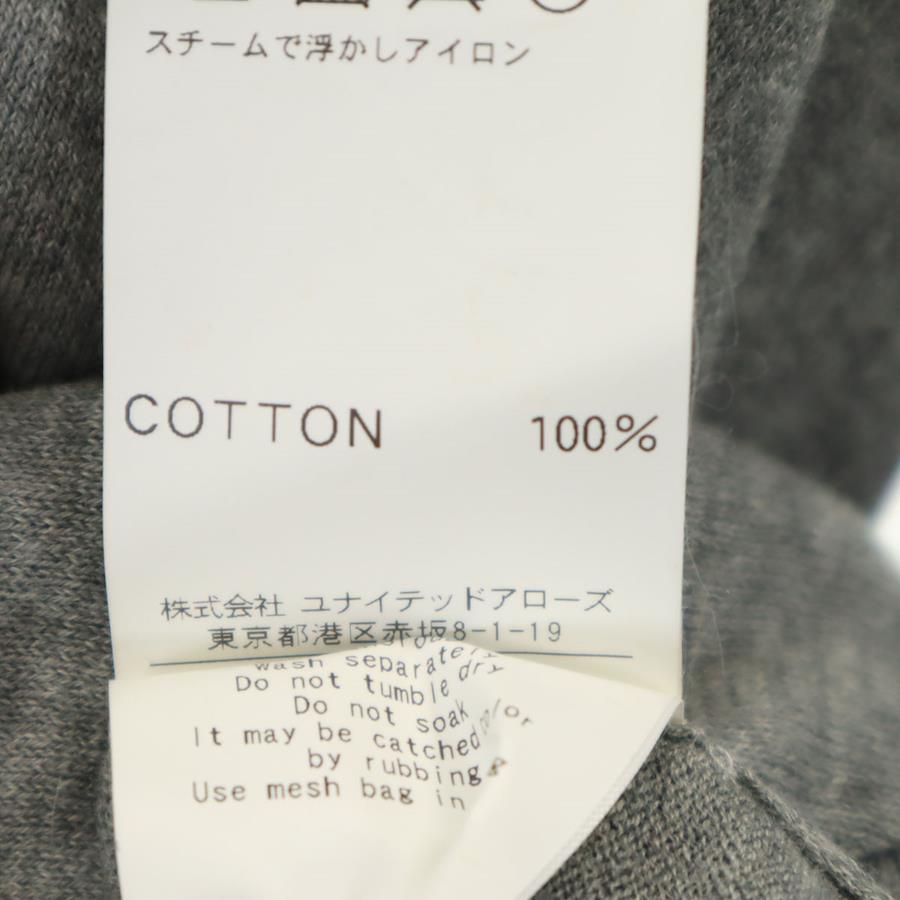 スチームで浮かしアイロン
COTTON 100%
株式会社 ユナイテッドアローズ
東京都港区赤坂8-1-19
wash separately
Do not tumble dry
Do not soak
It may be catched color
by rubbing &
Use mesh bag in